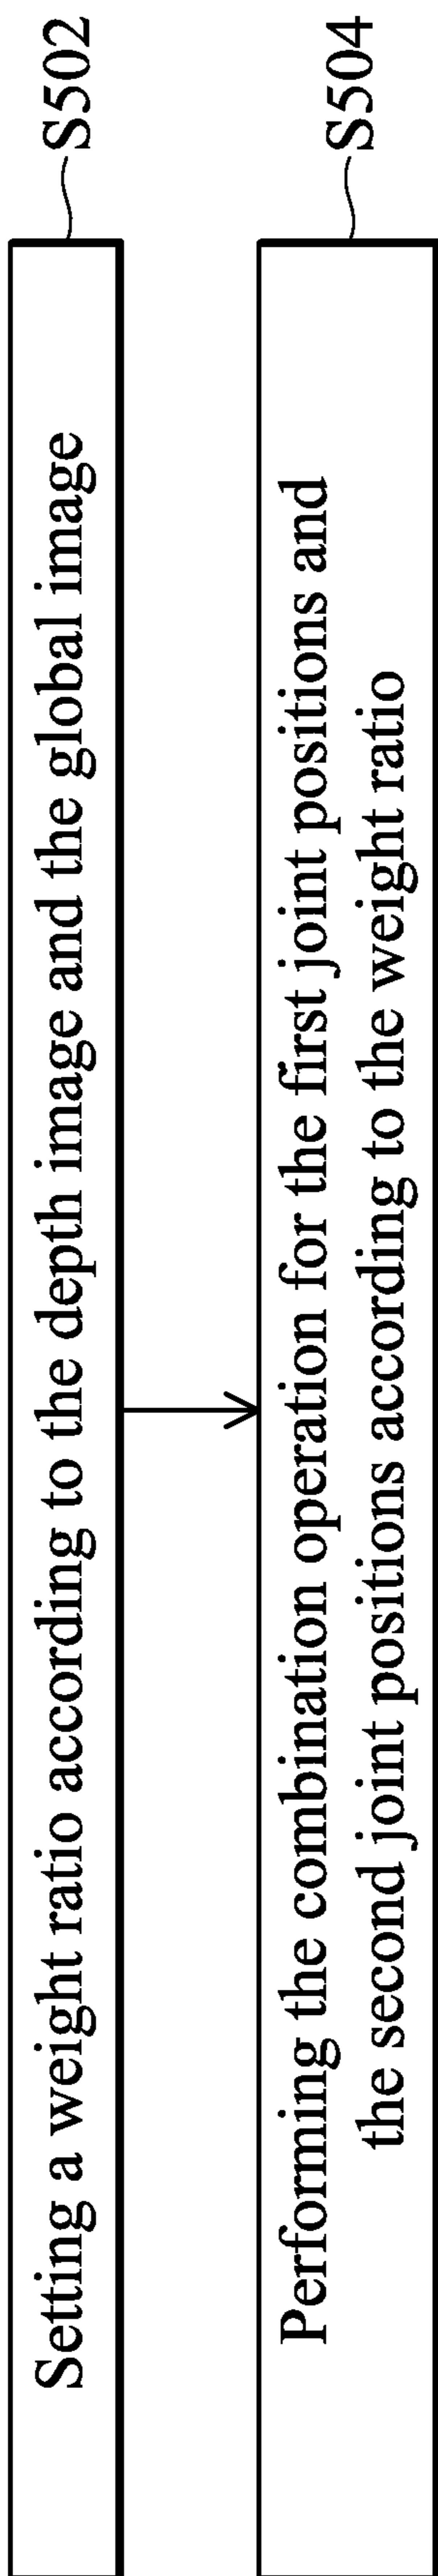 Setting a weight ratio according to the depth image and the global image
S502
Performing the combination operation for the first joint positions and
the second joint positions according to the weight ratio
S504